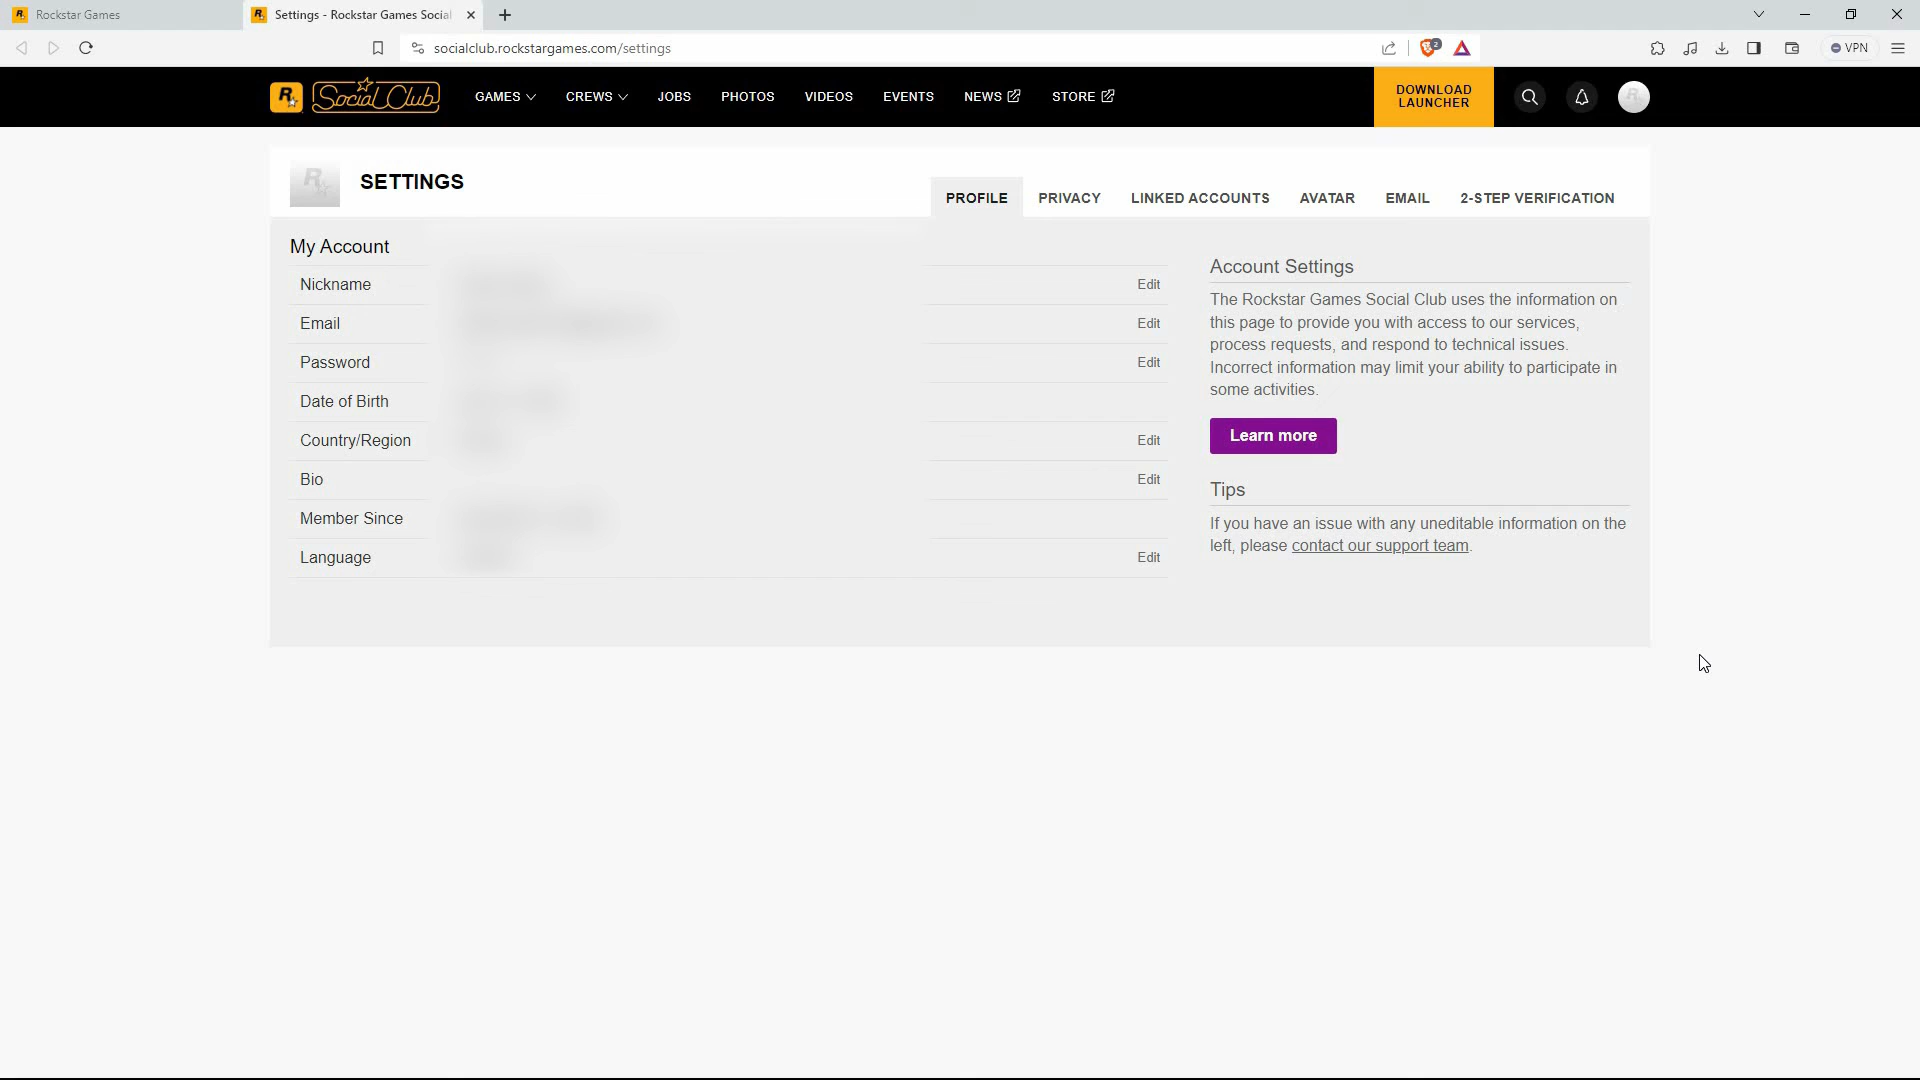 Rockstar Games
Settings - Rockstar Games Social
socialclub.rockstargames.com/settings
2
VPN
R
Social Club
GAMES
CREWS
JOBS
PHOTOS
VIDEOS
EVENTS
NEWS
STORE
DOWNLOAD
LAUNCHER
SETTINGS
PROFILE
PRIVACY
LINKED ACCOUNTS
AVATAR
EMAIL
2-STEP VERIFICATION
My Account
Nickname
Edit
Email
Edit
Password
Edit
Date of Birth
Country/Region
Edit
Bio
Edit
Member Since
Language
Edit
Account Settings
The Rockstar Games Social Club uses the information on
this page to provide you with access to our services,
process requests, and respond to technical issues.
Incorrect information may limit your ability to participate in
some activities.
Learn more
Tips
If you have an issue with any uneditable information on the
left, please contact our support team.